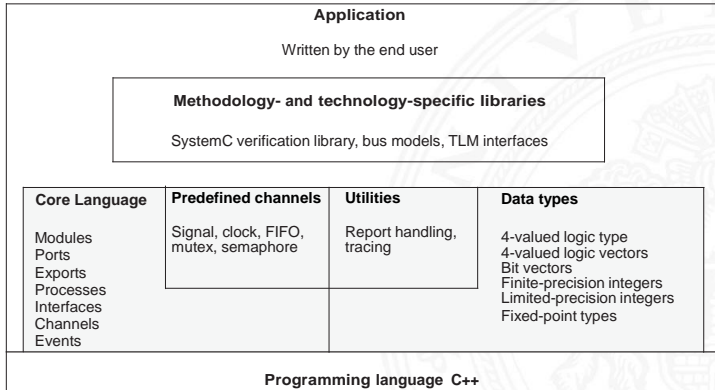 Application
Written by the end user
Methodology- and technology-specific libraries
SystemC verification library, bus models, TLM interfaces
Core Language
Modules
Ports
Exports
Processes
Interfaces
Channels
Events
Predefined channels
Signal, clock, FIFO,
mutex, semaphore
Utilities
Report handling,
tracing
Data types
4-valued logic type
4-valued logic vectors
Bit vectors
Finite-precision integers
Limited-precision integers
Fixed-point types
Programming language C++